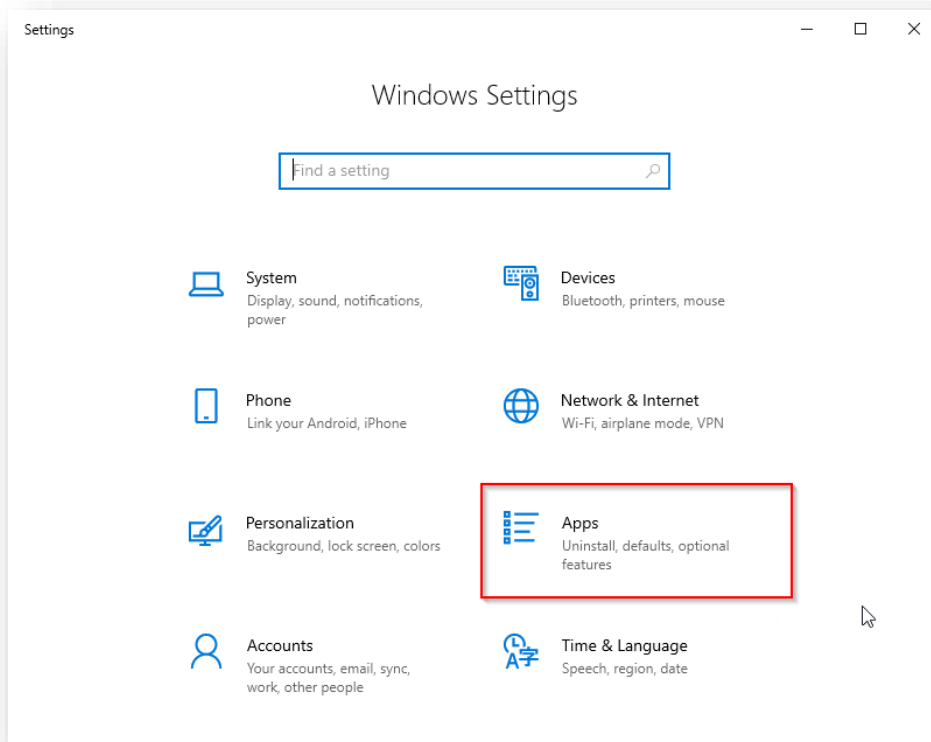 Settings
Windows Settings
Find a setting
System
Display, sound, notifications,
power
Devices
Bluetooth, printers, mouse
Phone
Link your Android, iPhone
Network & Internet
Wi-Fi, airplane mode, VPN
Personalization
Background, lock screen, colors
Apps
Uninstall, defaults, optional
features
Accounts
Your accounts, email, sync,
work, other people
Time & Language
Speech, region, date